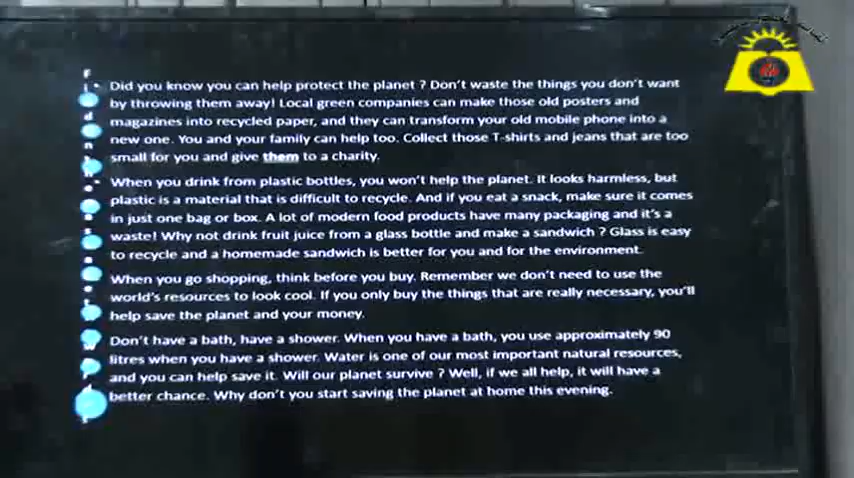 Did you know you can help protect the planet ? Don't waste the things you don't want
by throwing them away! Local green companies can make those old posters and
magazines into recycled paper, and they can transform your old mobile phone into a
new one. You and your family can help too. Collect those T-shirts and jeans that are too
small for you and give them to a charity.
When you drink from plastic bottles, you won't help the planet. It looks harmless, but
plastic is a material that is difficult to recycle. And if you eat a snack, make sure it comes
in just one bag or box. A lot of modern food products have many packaging and it's a
waste! Why not drink fruit juice from a glass bottle and make a sandwich ? Glass is easy
to recycle and a homemade sandwich is better for you and for the environment.
When you go shopping, think before you buy. Remember we don't need to use the
world's resources to look cool. If you only buy the things that are really necessary, you'll
help save the planet and your money.
Don't have a bath, have a shower. When you have a bath, you use approximately 90
litres when you have a shower. Water is one of our most important natural resources,
and you can help save it. Will our planet survive ? Well, if we all help, it will have a
better chance. Why don't you start saving the planet at home this evening.